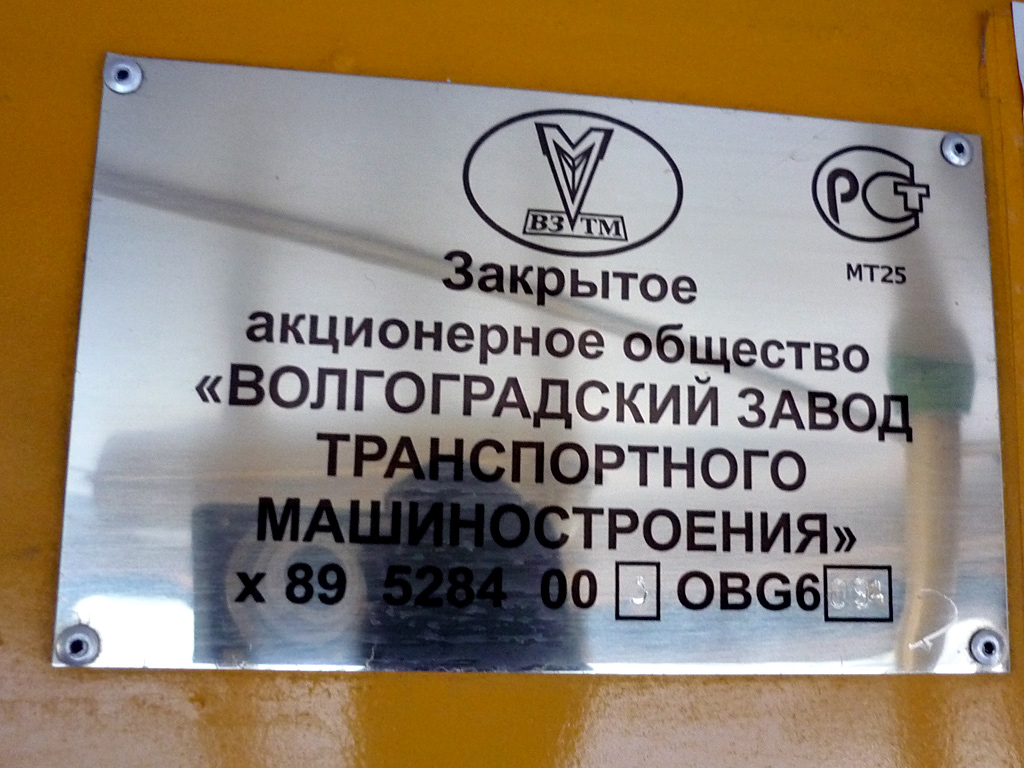 ВЗТМ
РСТ
МТ25
Закрытое
акционерное общество
«ВОЛГОГРАДСКИЙ ЗАВОД
ТРАНСПОРТНОГО
МАШИНОСТРОЕНИЯ»
х 89 5284 00 OBG6